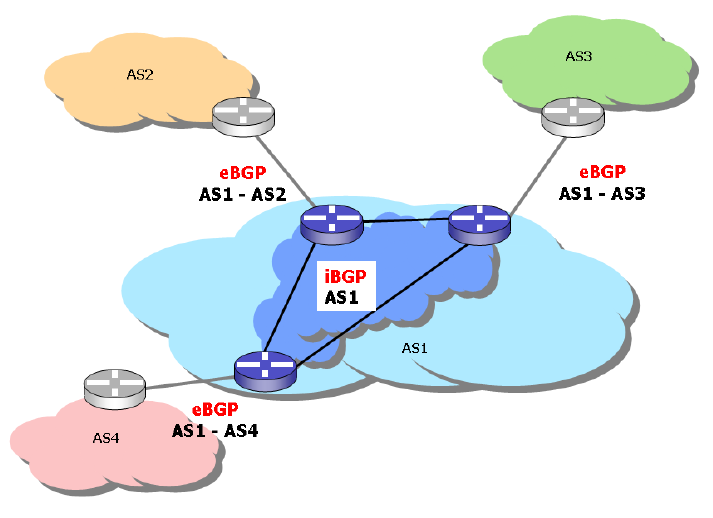 AS2
AS3
eBGP
AS1 - AS2
eBGP
AS1 - AS3
iBGP
AS1
AS1
eBGP
AS1 - AS4
AS4